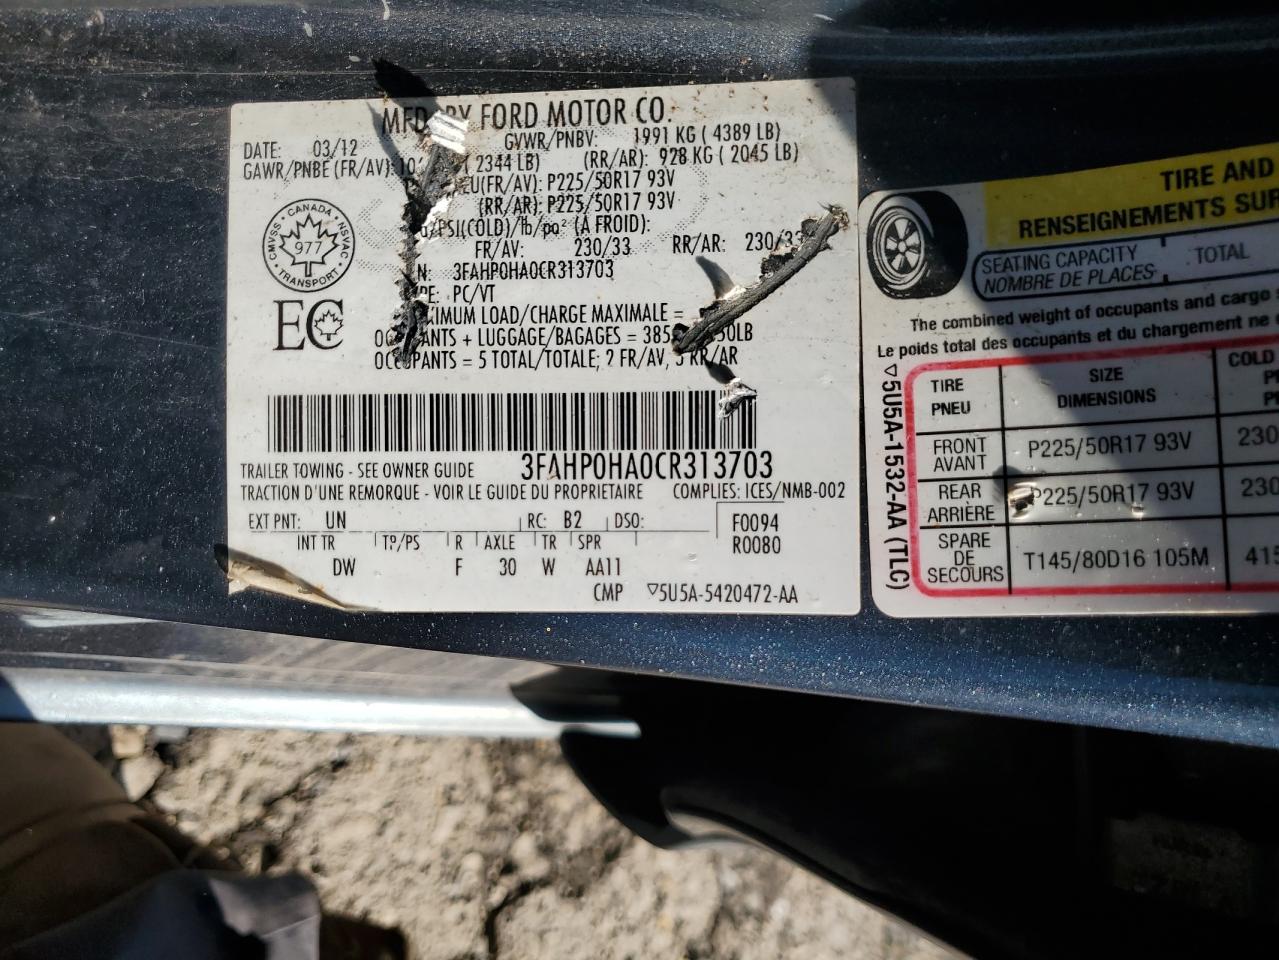 MFD BY FORD MOTOR CO.
DATE: 03/12 GVWR/PNBV: 1991 KG ( 4389 LB)
GAWR/PNBE (FR/AV): ( 2344 LB) (RR/AR): 928 KG ( 2045 LB)
(FR/AV): P225/50R17 93V
(RR/AR): P225/50R17 93V
/PSI(COLD)/lb/po² (A FROID):
FR/AV: 230/33 RR/AR: 230/33
3FAHP0HA0CR313703
PC/VT
CANADA
CMVSS NSVAC
977
TRANSPORT
EC
LOAD/CHARGE MAXIMALE =
OCCUPANTS + LUGGAGE/BAGAGES = 385
OCCUPANTS = 5 TOTAL/TOTALE; 2 FR/AV, 3 RR/AR
TRAILER TOWING - SEE OWNER GUIDE 3FAHP0HA0CR313703
TRACTION D'UNE REMORQUE - VOIR LE GUIDE DU PROPRIETAIRE COMPLIES: ICES/NMB-002
EXT PNT: UN RC: B2 DSO: F0094
R0080
INT TR TP/PS R AXLE TR SPR
DW F 30 W AA11
CMP ▽5U5A-5420472-AA
TIRE AND
RENSEIGNEMENTS SUR
SEATING CAPACITY TOTAL
NOMBRE DE PLACES
The combined weight of occupants and cargo
Le poids total des occupants et du chargement ne
▽5U5A-1532-AA (TLC)
TIRE SIZE COLD
PNEU DIMENSIONS
FRONT
AVANT P225/50R17 93V 230
REAR
ARRIÈRE P225/50R17 93V 230
SPARE
DE
SECOURS T145/80D16 105M 415